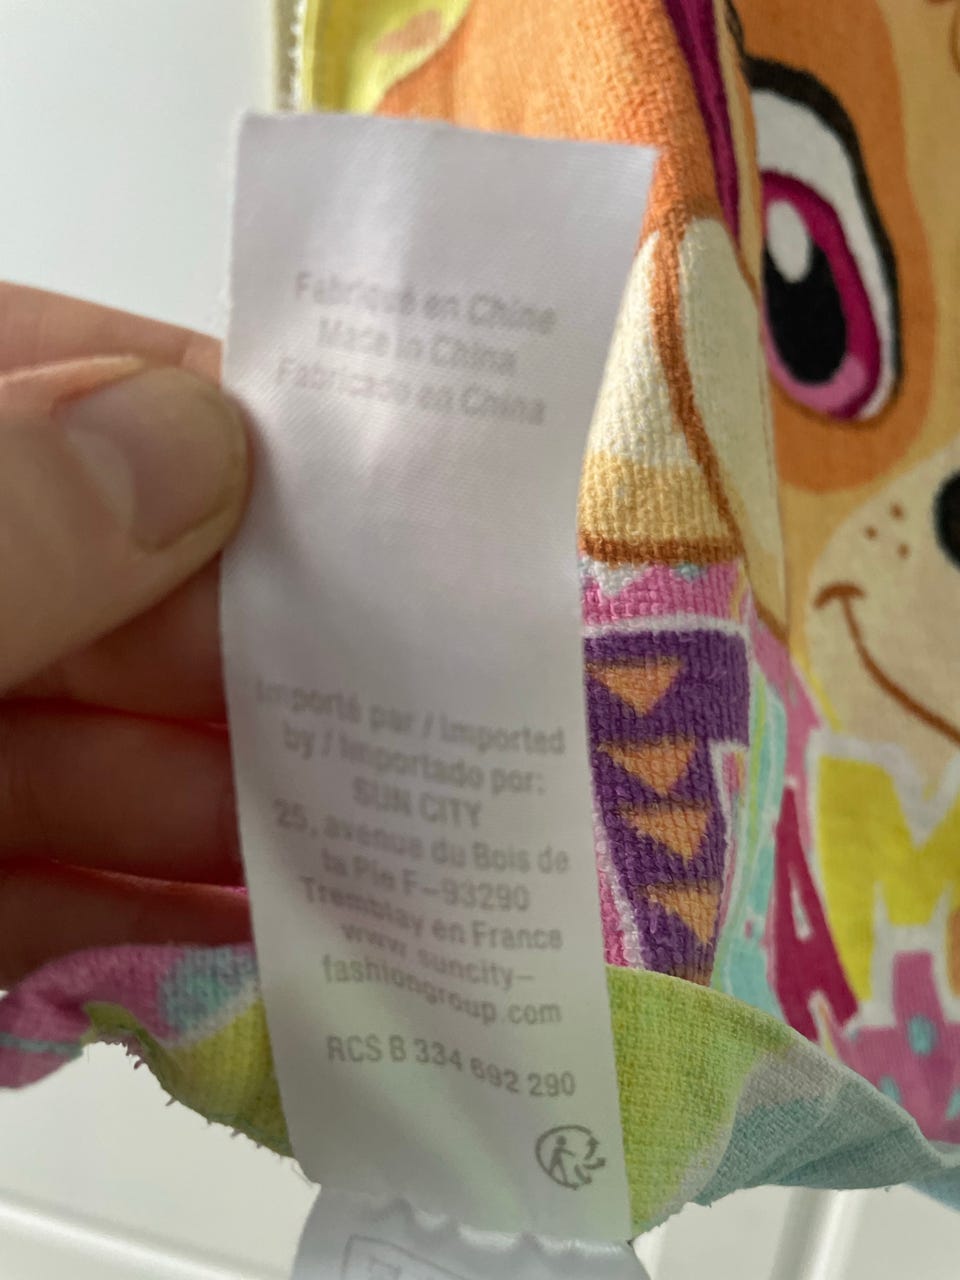 Fabriqué en Chine
Made in China
Fabricado en China
Importé par / Imported
by / Importado por:
SUN CITY
25, avenue du Bois de
la Pie F-93290
Tremblay en France
www.suncity-
fashiongroup.com
RCS B 334 692 290